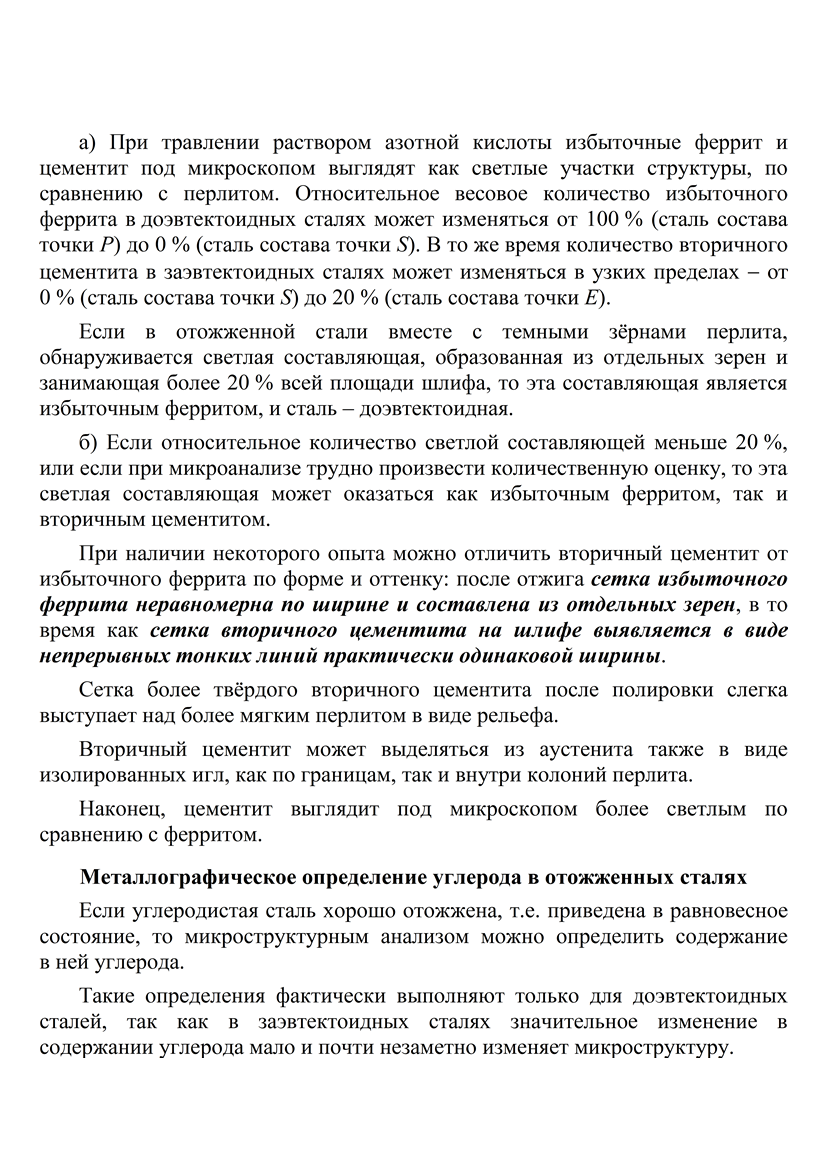 а) При травлении раствором азотной кислоты избыточные феррит и
цементит под микроскопом выглядят как светлые участки структуры, по
сравнению с перлитом. Относительное весовое количество избыточного
феррита в доэвтектоидных сталях может изменяться от 100 % (сталь состава
точки P) до 0 % (сталь состава точки S). В то же время количество вторичного
цементита в заэвтектоидных сталях может изменяться в узких пределах – от
0 % (сталь состава точки S) до 20 % (сталь состава точки E).
Если в отожженной стали вместе с темными зёрнами перлита,
обнаруживается светлая составляющая, образованная из отдельных зерен и
занимающая более 20 % всей площади шлифа, то эта составляющая является
избыточным ферритом, и сталь – доэвтектоидная.
б) Если относительное количество светлой составляющей меньше 20 %,
или если при микроанализе трудно произвести количественную оценку, то эта
светлая составляющая может оказаться как избыточным ферритом, так и
вторичным цементитом.
При наличии некоторого опыта можно отличить вторичный цементит от
избыточного феррита по форме и оттенку: после отжига сетка избыточного
феррита неравномерна по ширине и составлена из отдельных зерен, в то
время как сетка вторичного цементита на шлифе выявляется в виде
непрерывных тонких линий практически одинаковой ширины.
Сетка более твёрдого вторичного цементита после полировки слегка
выступает над более мягким перлитом в виде рельефа.
Вторичный цементит может выделяться из аустенита также в виде
изолированных игл, как по границам, так и внутри колоний перлита.
Наконец, цементит выглядит под микроскопом более светлым по
сравнению с ферритом.
Металлографическое определение углерода в отожженных сталях
Если углеродистая сталь хорошо отожжена, т.е. приведена в равновесное
состояние, то микроструктурным анализом можно определить содержание
в ней углерода.
Такие определения фактически выполняют только для доэвтектоидных
сталей, так как в заэвтектоидных сталях значительное изменение в
содержании углерода мало и почти незаметно изменяет микроструктуру.